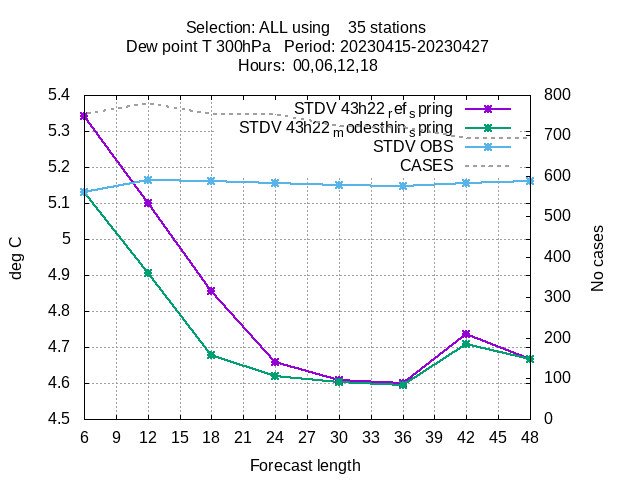 Selection: ALL using    35 stations
Dew point T 300hPa   Period: 20230415-20230427
Hours:  00,06,12,18
5.4
5.3
5.2
5.1
5
4.9
4.8
4.7
4.6
4.5
800
700
600
500
400
300
200
100
0
STDV 43h22_ref_spring
STDV 43h22_modesthin_spring
STDV OBS
CASES
deg C
No cases
6 9 12 15 18 21 24 27 30 33 36 39 42 45 48
Forecast length